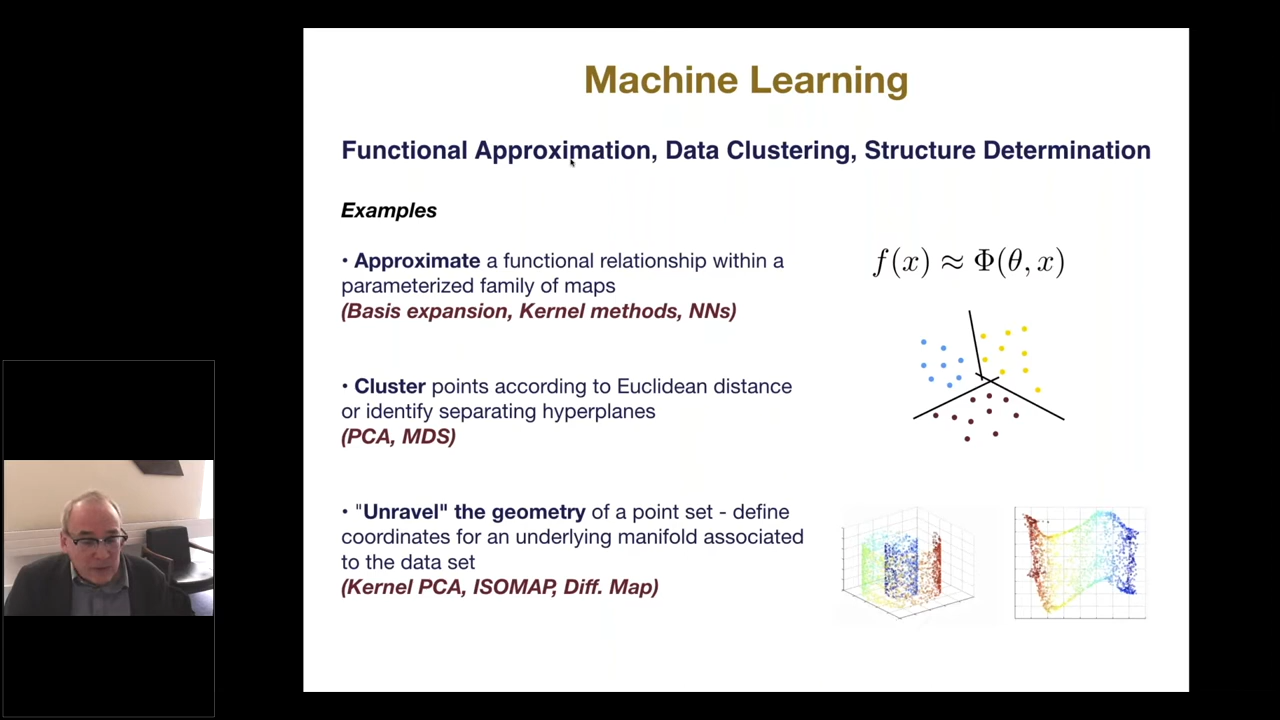 Machine Learning
Functional Approximation, Data Clustering, Structure Determination
Examples
• Approximate a functional relationship within a
parameterized family of maps
(Basis expansion, Kernel methods, NNs)
f(x) ≈ Φ(θ, x)
• Cluster points according to Euclidean distance
or identify separating hyperplanes
(PCA, MDS)
• "Unravel" the geometry of a point set - define
coordinates for an underlying manifold associated
to the data set
(Kernel PCA, ISOMAP, Diff. Map)